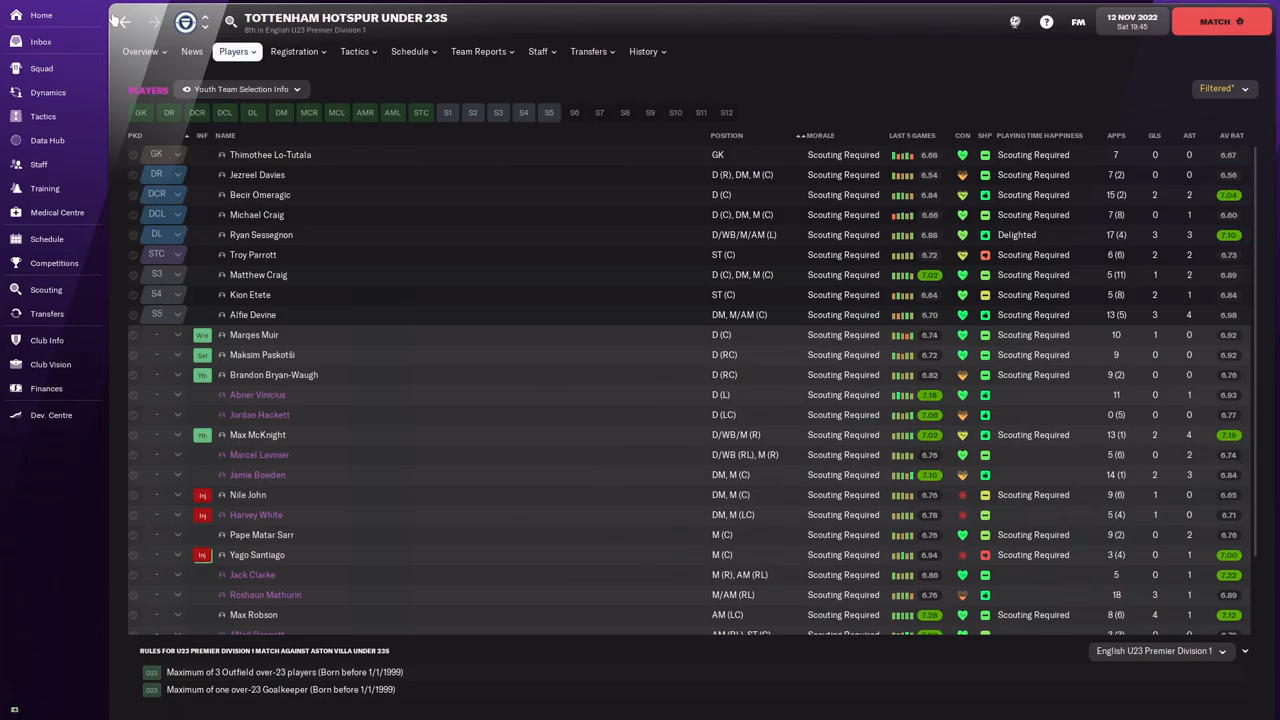 Home
Inbox
Squad
Dynamics
Tactics
Data Hub
Staff
Training
Medical Centre
Schedule
Competitions
Scouting
Transfers
Club Info
Club Vision
Finances
Dev. Centre
TOTTENHAM HOTSPUR UNDER 23S
8th in English U23 Premier Division 1
FM
12 NOV 2022
Sat 19:45
MATCH
Overview News Players Registration Tactics Schedule Team Reports Staff Transfers History
PLAYERS Youth Team Selection Info Filtered*
GK DR DCR DCL DL DM MCR MCL AMR AML STC S1 S2 S3 S4 S5 S6 S7 S8 S9 S10 S11 S12
PKD INF NAME POSITION MORALE LAST 5 GAMES CON SHP PLAYING TIME HAPPINESS APPS GLS AST AV RAT
GK Thimothee Lo-Tutala GK Scouting Required 6.68 Scouting Required 7 0 0 6.67
DR Jezreel Davies D (R), DM, M (C) Scouting Required 6.54 Scouting Required 7 (2) 0 0 6.56
DCR Becir Omeragic D (C) Scouting Required 6.84 Scouting Required 15 (2) 2 2 7.04
DCL Michael Craig D (C), DM, M (C) Scouting Required 6.66 Scouting Required 7 (8) 0 1 6.60
DL Ryan Sessegnon D/WB/M/AM (L) Scouting Required 6.88 Delighted 17 (4) 3 3 7.10
STC Troy Parrott ST (C) Scouting Required 6.72 Scouting Required 6 (6) 2 2 6.73
S3 Matthew Craig D (C), DM, M (C) Scouting Required 7.02 Scouting Required 5 (11) 1 2 6.89
S4 Kion Etete ST (C) Scouting Required 6.64 Scouting Required 5 (8) 2 1 6.84
S5 Alfie Devine DM, M/AM (C) Scouting Required 6.70 Scouting Required 13 (5) 3 4 6.98
- Wnt Marqes Muir D (C) Scouting Required 6.74 Scouting Required 10 1 0 6.92
- Set Maksim Paskotši D (RC) Scouting Required 6.72 Scouting Required 9 0 0 6.92
- Yth Brandon Bryan-Waugh D (RC) Scouting Required 6.82 Scouting Required 9 (2) 0 0 6.76
- Abner Vinicius D (L) Scouting Required 7.18 11 0 1 6.93
- Jordan Hackett D (LC) Scouting Required 7.06 0 (5) 0 0 6.77
- Yth Max McKnight D/WB/M (R) Scouting Required 7.02 Scouting Required 13 (1) 2 4 7.19
- Marcel Lavinier D/WB (RL), M (R) Scouting Required 6.76 5 (6) 0 2 6.74
- Jamie Bowden DM, M (C) Scouting Required 7.10 14 (1) 2 3 6.84
- Inj Nile John DM, M (C) Scouting Required 6.76 Scouting Required 9 (6) 1 0 6.65
- Inj Harvey White DM, M (LC) Scouting Required 6.78 5 (4) 1 0 6.71
- Pape Matar Sarr M (C) Scouting Required 6.76 Scouting Required 9 (2) 0 2 6.76
- Inj Yago Santiago M (C) Scouting Required 6.94 Scouting Required 3 (4) 0 1 7.00
- Jack Clarke M (R), AM (RL) Scouting Required 6.86 5 0 1 7.22
- Roshaun Mathurin M/AM (RL) Scouting Required 6.76 18 3 1 6.89
- Max Robson AM (LC) Scouting Required 7.28 Scouting Required 8 (6) 4 1 7.12
RULES FOR U23 PREMIER DIVISION 1 MATCH AGAINST ASTON VILLA UNDER 23S English U23 Premier Division 1
O23 Maximum of 3 Outfield over-23 players (Born before 1/1/1999)
O23 Maximum of one over-23 Goalkeeper (Born before 1/1/1999)